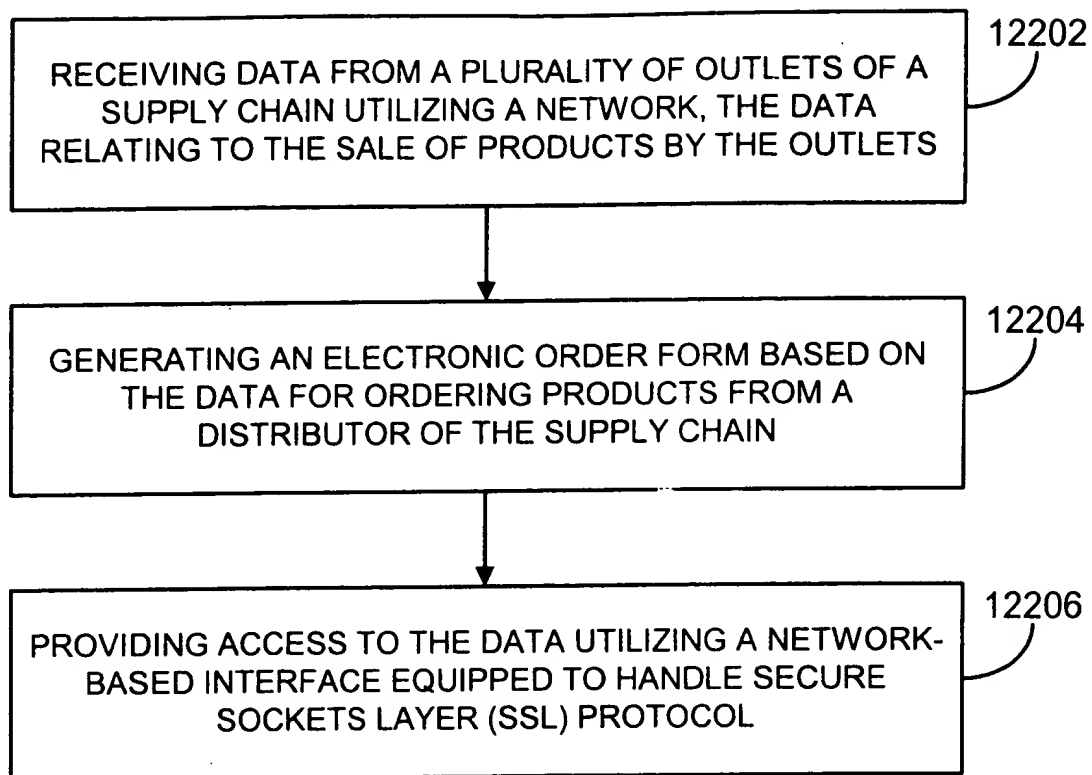 12202
RECEIVING DATA FROM A PLURALITY OF OUTLETS OF A
SUPPLY CHAIN UTILIZING A NETWORK, THE DATA
RELATING TO THE SALE OF PRODUCTS BY THE OUTLETS
12204
GENERATING AN ELECTRONIC ORDER FORM BASED ON
THE DATA FOR ORDERING PRODUCTS FROM A
DISTRIBUTOR OF THE SUPPLY CHAIN
12206
PROVIDING ACCESS TO THE DATA UTILIZING A NETWORK-
BASED INTERFACE EQUIPPED TO HANDLE SECURE
SOCKETS LAYER (SSL) PROTOCOL